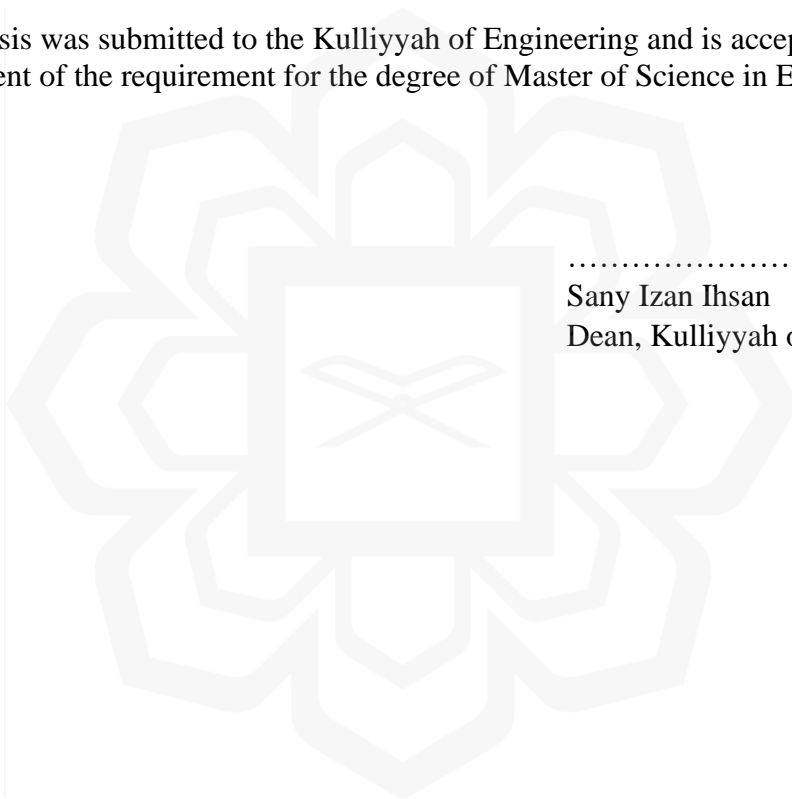 sis was submitted to the Kulliyyah of Engineering and is accep
ent of the requirement for the degree of Master of Science in E
…………………
Sany Izan Ihsan
Dean, Kulliyyah o